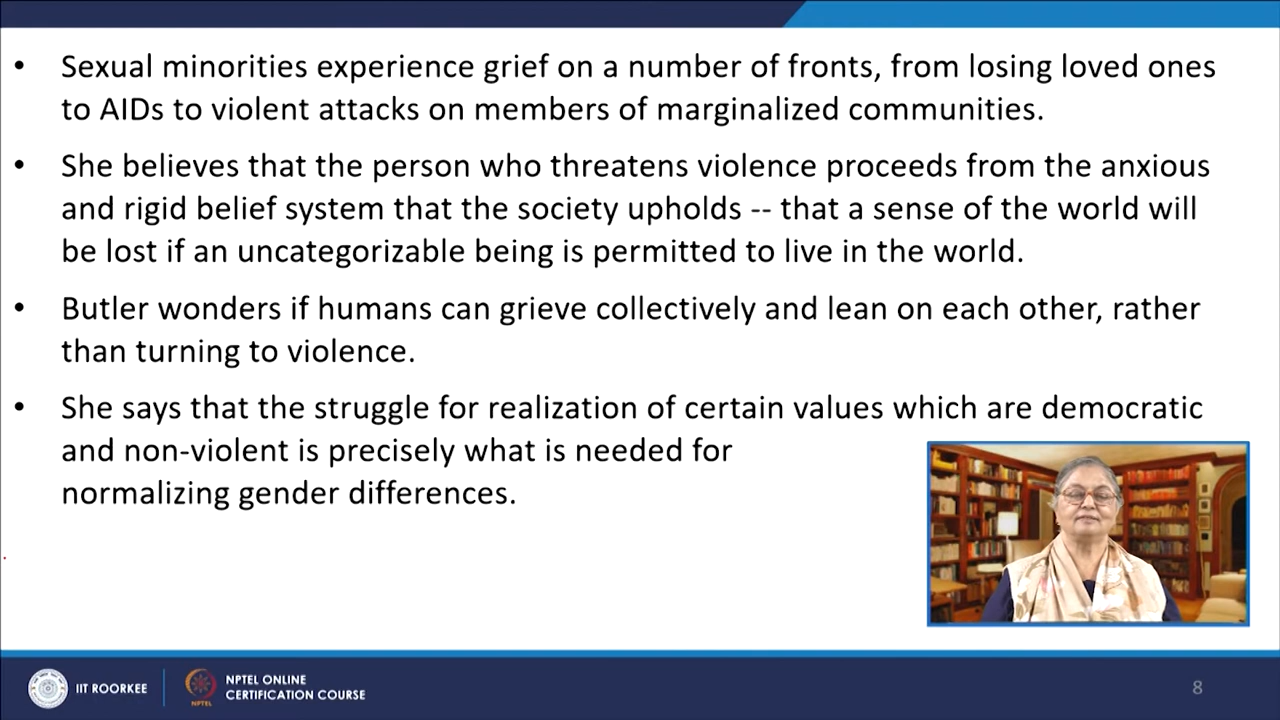 • Sexual minorities experience grief on a number of fronts, from losing loved ones
to AIDs to violent attacks on members of marginalized communities.
• She believes that the person who threatens violence proceeds from the anxious
and rigid belief system that the society upholds -- that a sense of the world will
be lost if an uncategorizable being is permitted to live in the world.
• Butler wonders if humans can grieve collectively and lean on each other, rather
than turning to violence.
• She says that the struggle for realization of certain values which are democratic
and non-violent is precisely what is needed for
normalizing gender differences.
IIT ROORKEE
NPTEL
NPTEL ONLINE
CERTIFICATION COURSE
8